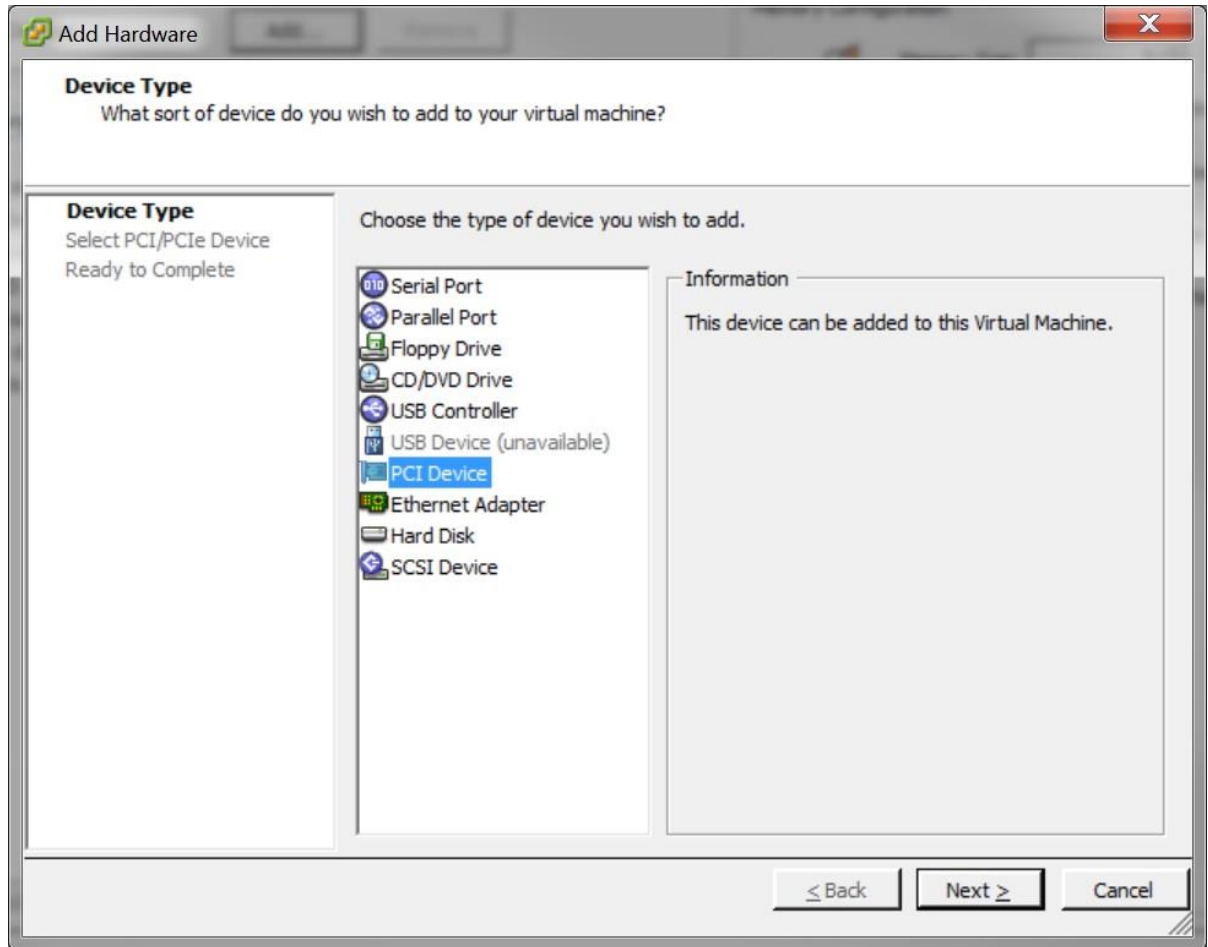 Add Hardware
Device Type
What sort of device do you wish to add to your virtual machine?
Device Type
Select PCI/PCIe Device
Ready to Complete
Choose the type of device you wish to add.
Serial Port
Parallel Port
Floppy Drive
CD/DVD Drive
USB Controller
USB Device (unavailable)
PCI Device
Ethernet Adapter
Hard Disk
SCSI Device
Information
This device can be added to this Virtual Machine.
< Back
Next >
Cancel